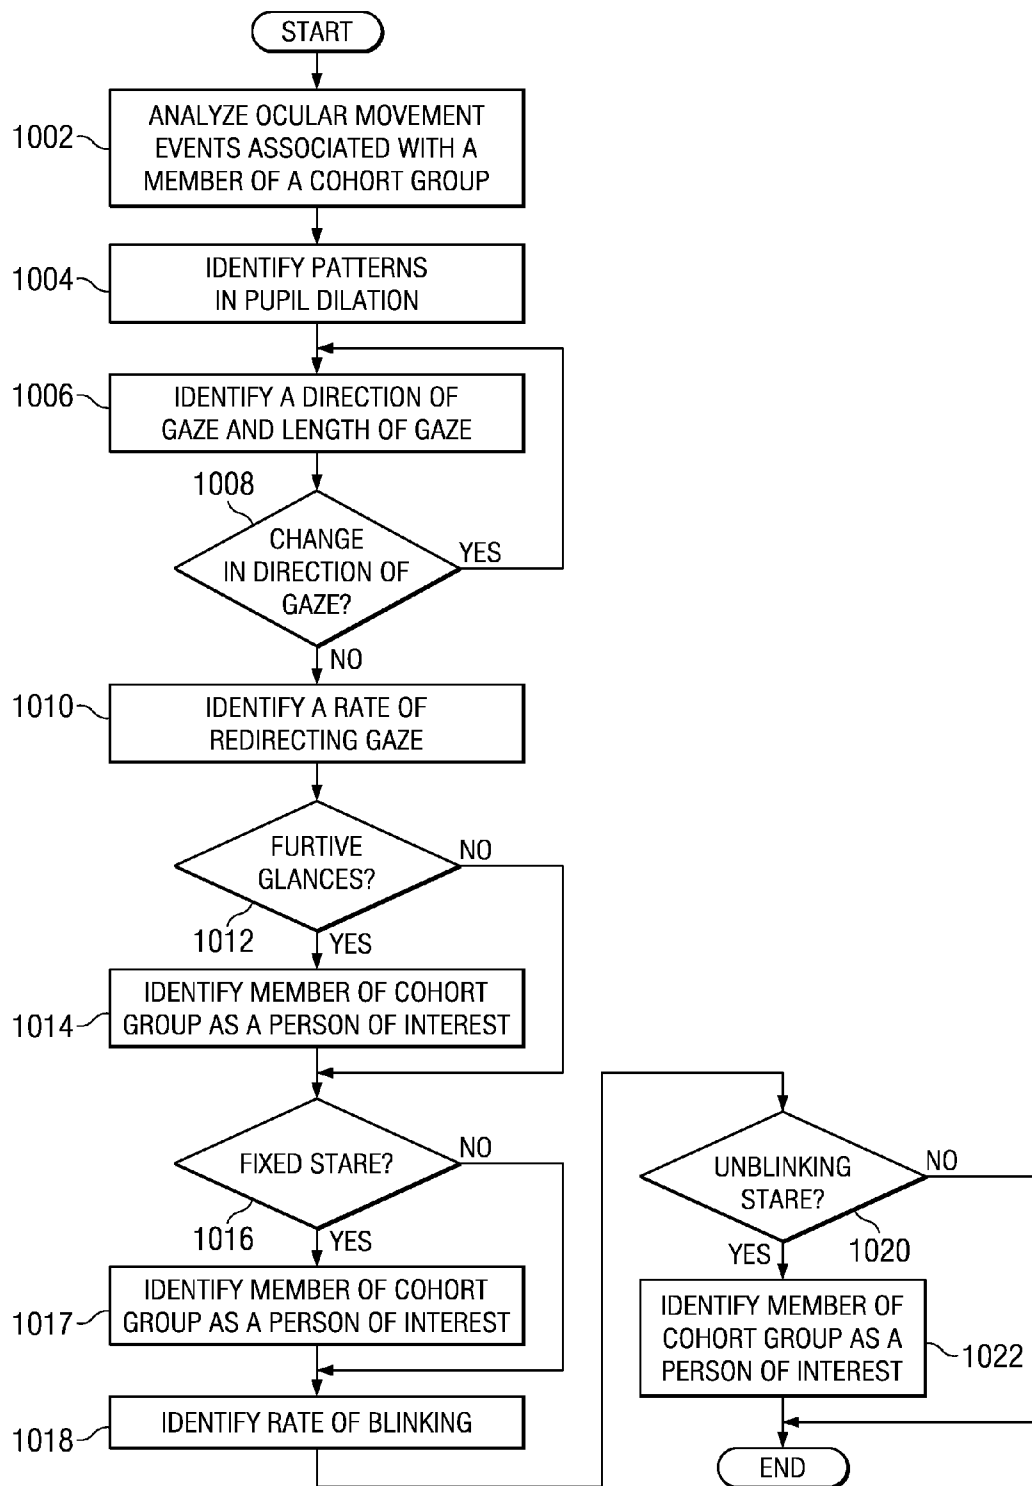 START
1002
ANALYZE OCULAR MOVEMENT
EVENTS ASSOCIATED WITH A
MEMBER OF A COHORT GROUP
1004
IDENTIFY PATTERNS
IN PUPIL DILATION
1006
IDENTIFY A DIRECTION OF
GAZE AND LENGTH OF GAZE
1008
CHANGE
IN DIRECTION OF
GAZE?
YES
NO
1010
IDENTIFY A RATE OF
REDIRECTING GAZE
FURTIVE
GLANCES?
NO
1012
YES
1014
IDENTIFY MEMBER OF COHORT
GROUP AS A PERSON OF INTEREST
FIXED STARE?
NO
1016
YES
1017
IDENTIFY MEMBER OF COHORT
GROUP AS A PERSON OF INTEREST
1018
IDENTIFY RATE OF BLINKING
UNBLINKING
STARE?
NO
1020
YES
IDENTIFY MEMBER OF
COHORT GROUP AS A
PERSON OF INTEREST
1022
END